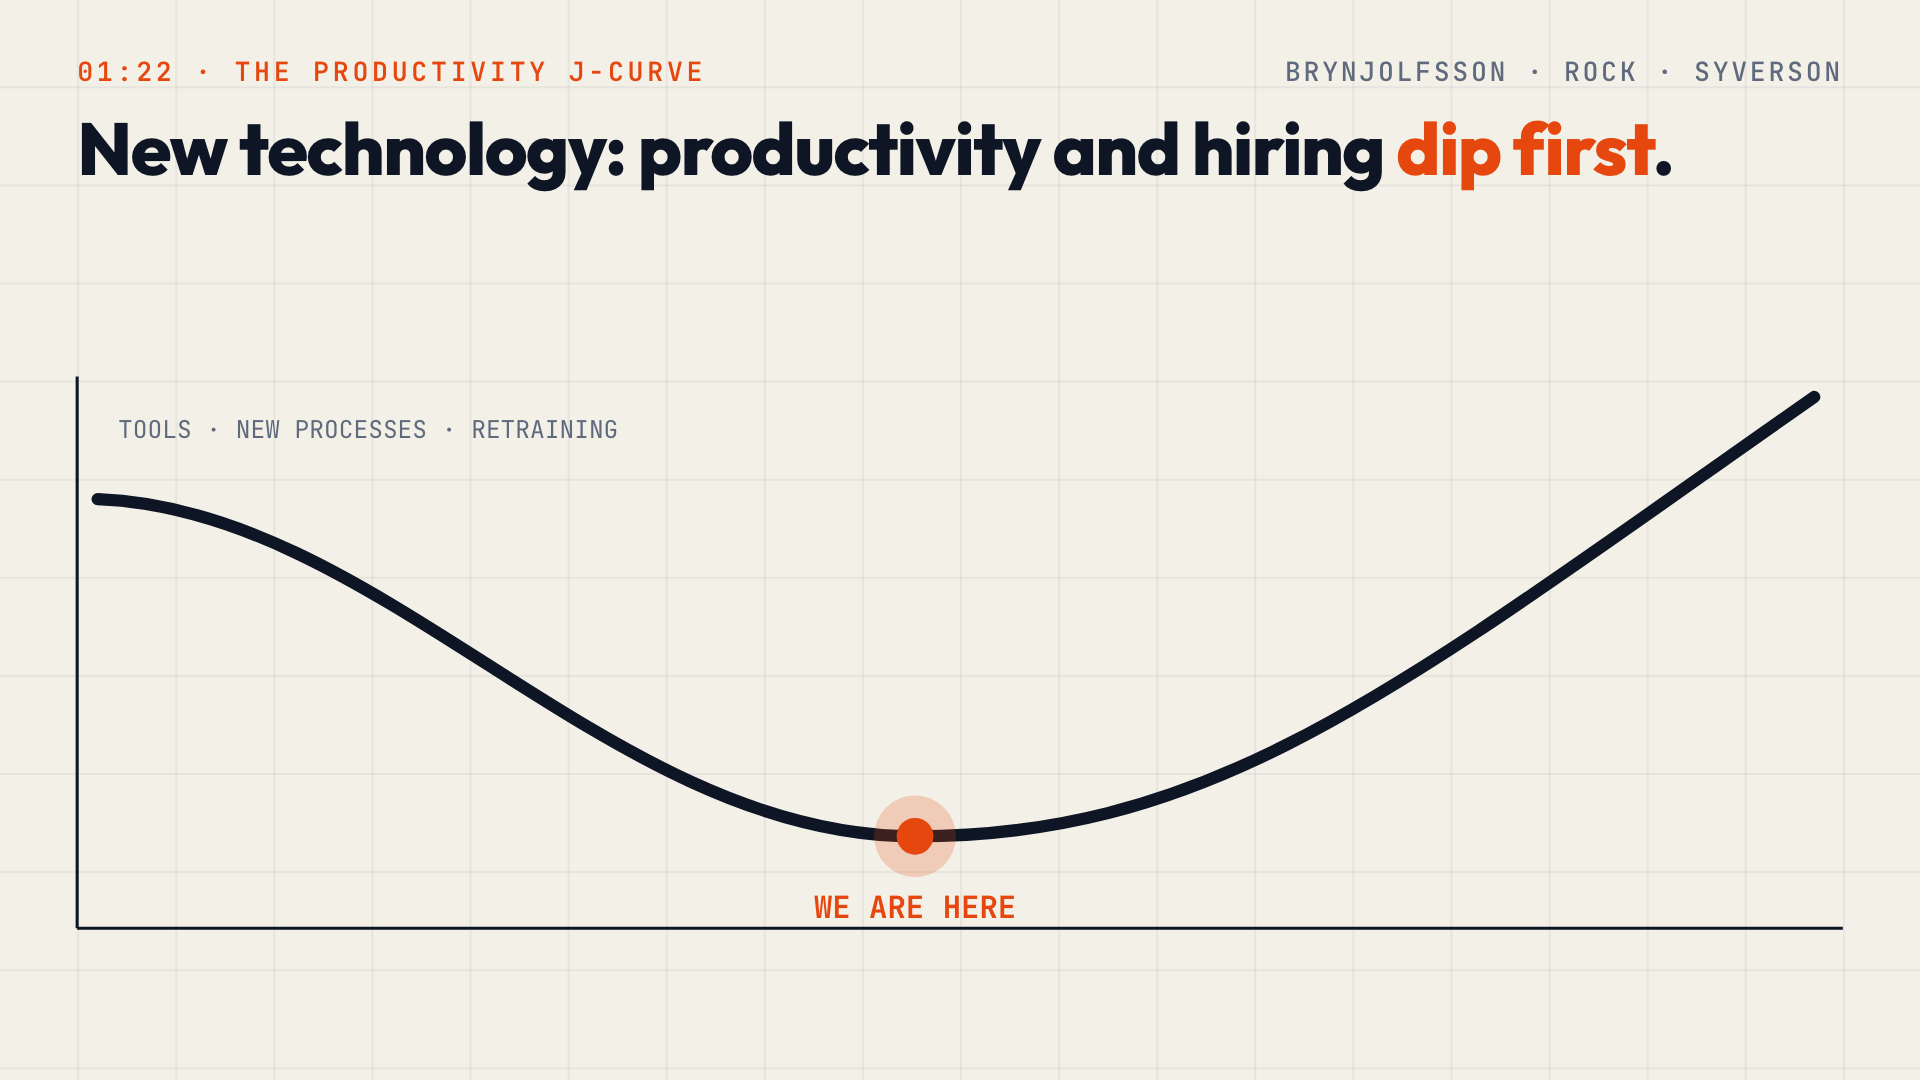 01:22 · THE PRODUCTIVITY J-CURVE
BRYNJOLFSSON · ROCK · SYVERSON
New technology: productivity and hiring dip first.
TOOLS · NEW PROCESSES · RETRAINING
WE ARE HERE